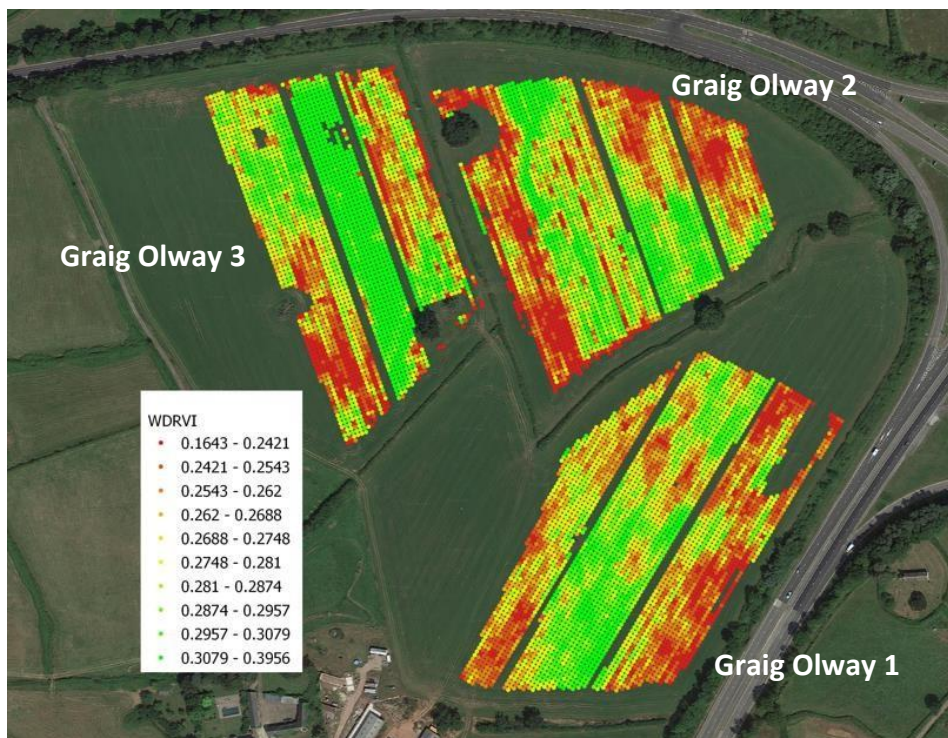 Graig Olway 2
Graig Olway 3
WDRVI
0.1643 - 0.2421
0.2421 - 0.2543
0.2543 - 0.262
0.262 - 0.2688
0.2688 - 0.2748
0.2748 - 0.281
0.281 - 0.2874
0.2874 - 0.2957
0.2957 - 0.3079
0.3079 - 0.3956
Graig Olway 1